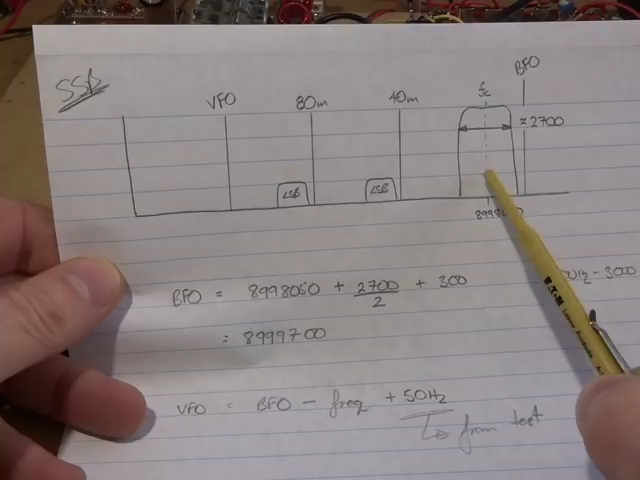 SSB
VFO 80m 40m fc BFO
≈2700
LSB LSB
BFO = 8998050 + 2700/2 + 300
= 8999700
VFO = BFO - freq + 50Hz
from test